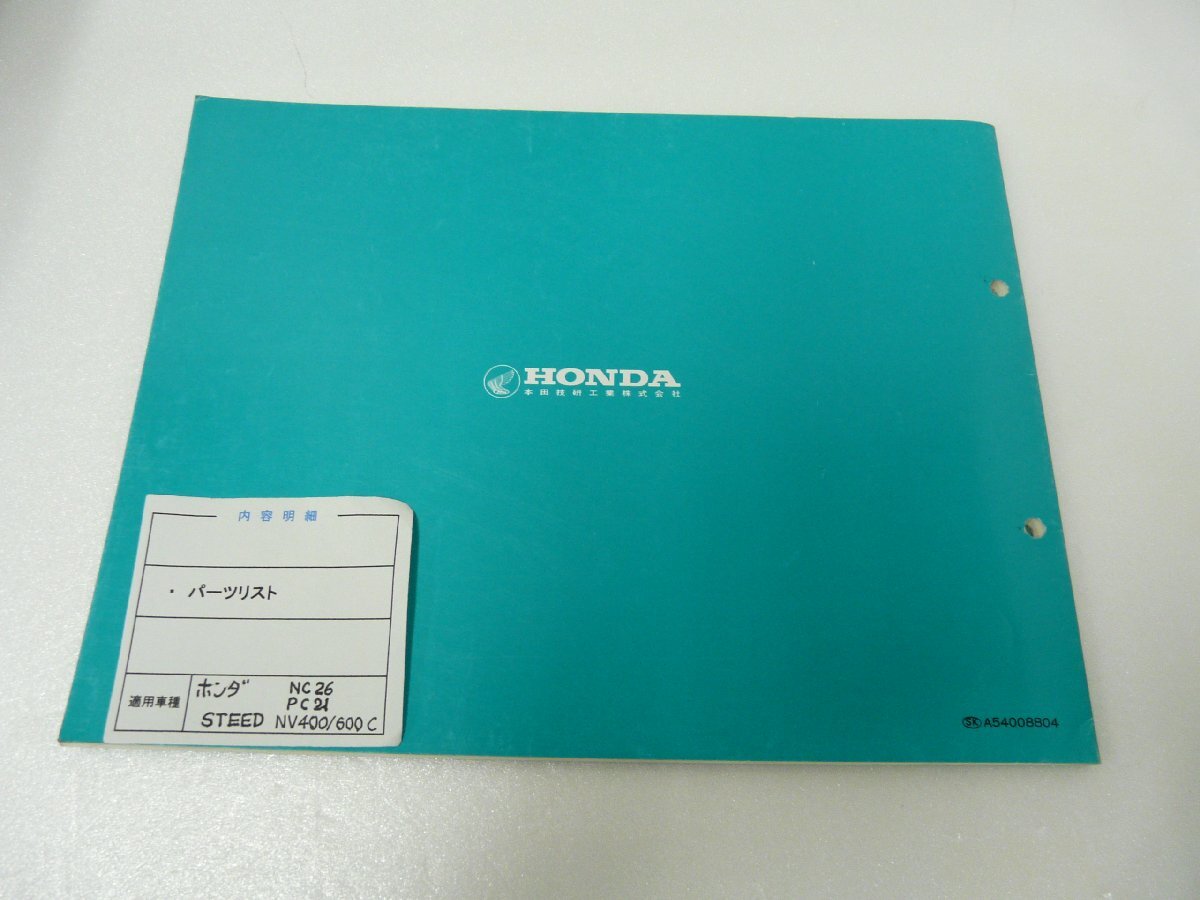 HONDA
本田技研工業株式会社
内容明細
・パーツリスト
適用車種
ホンダ NC26
PC21
STEED NV400/600C
SK A54008804